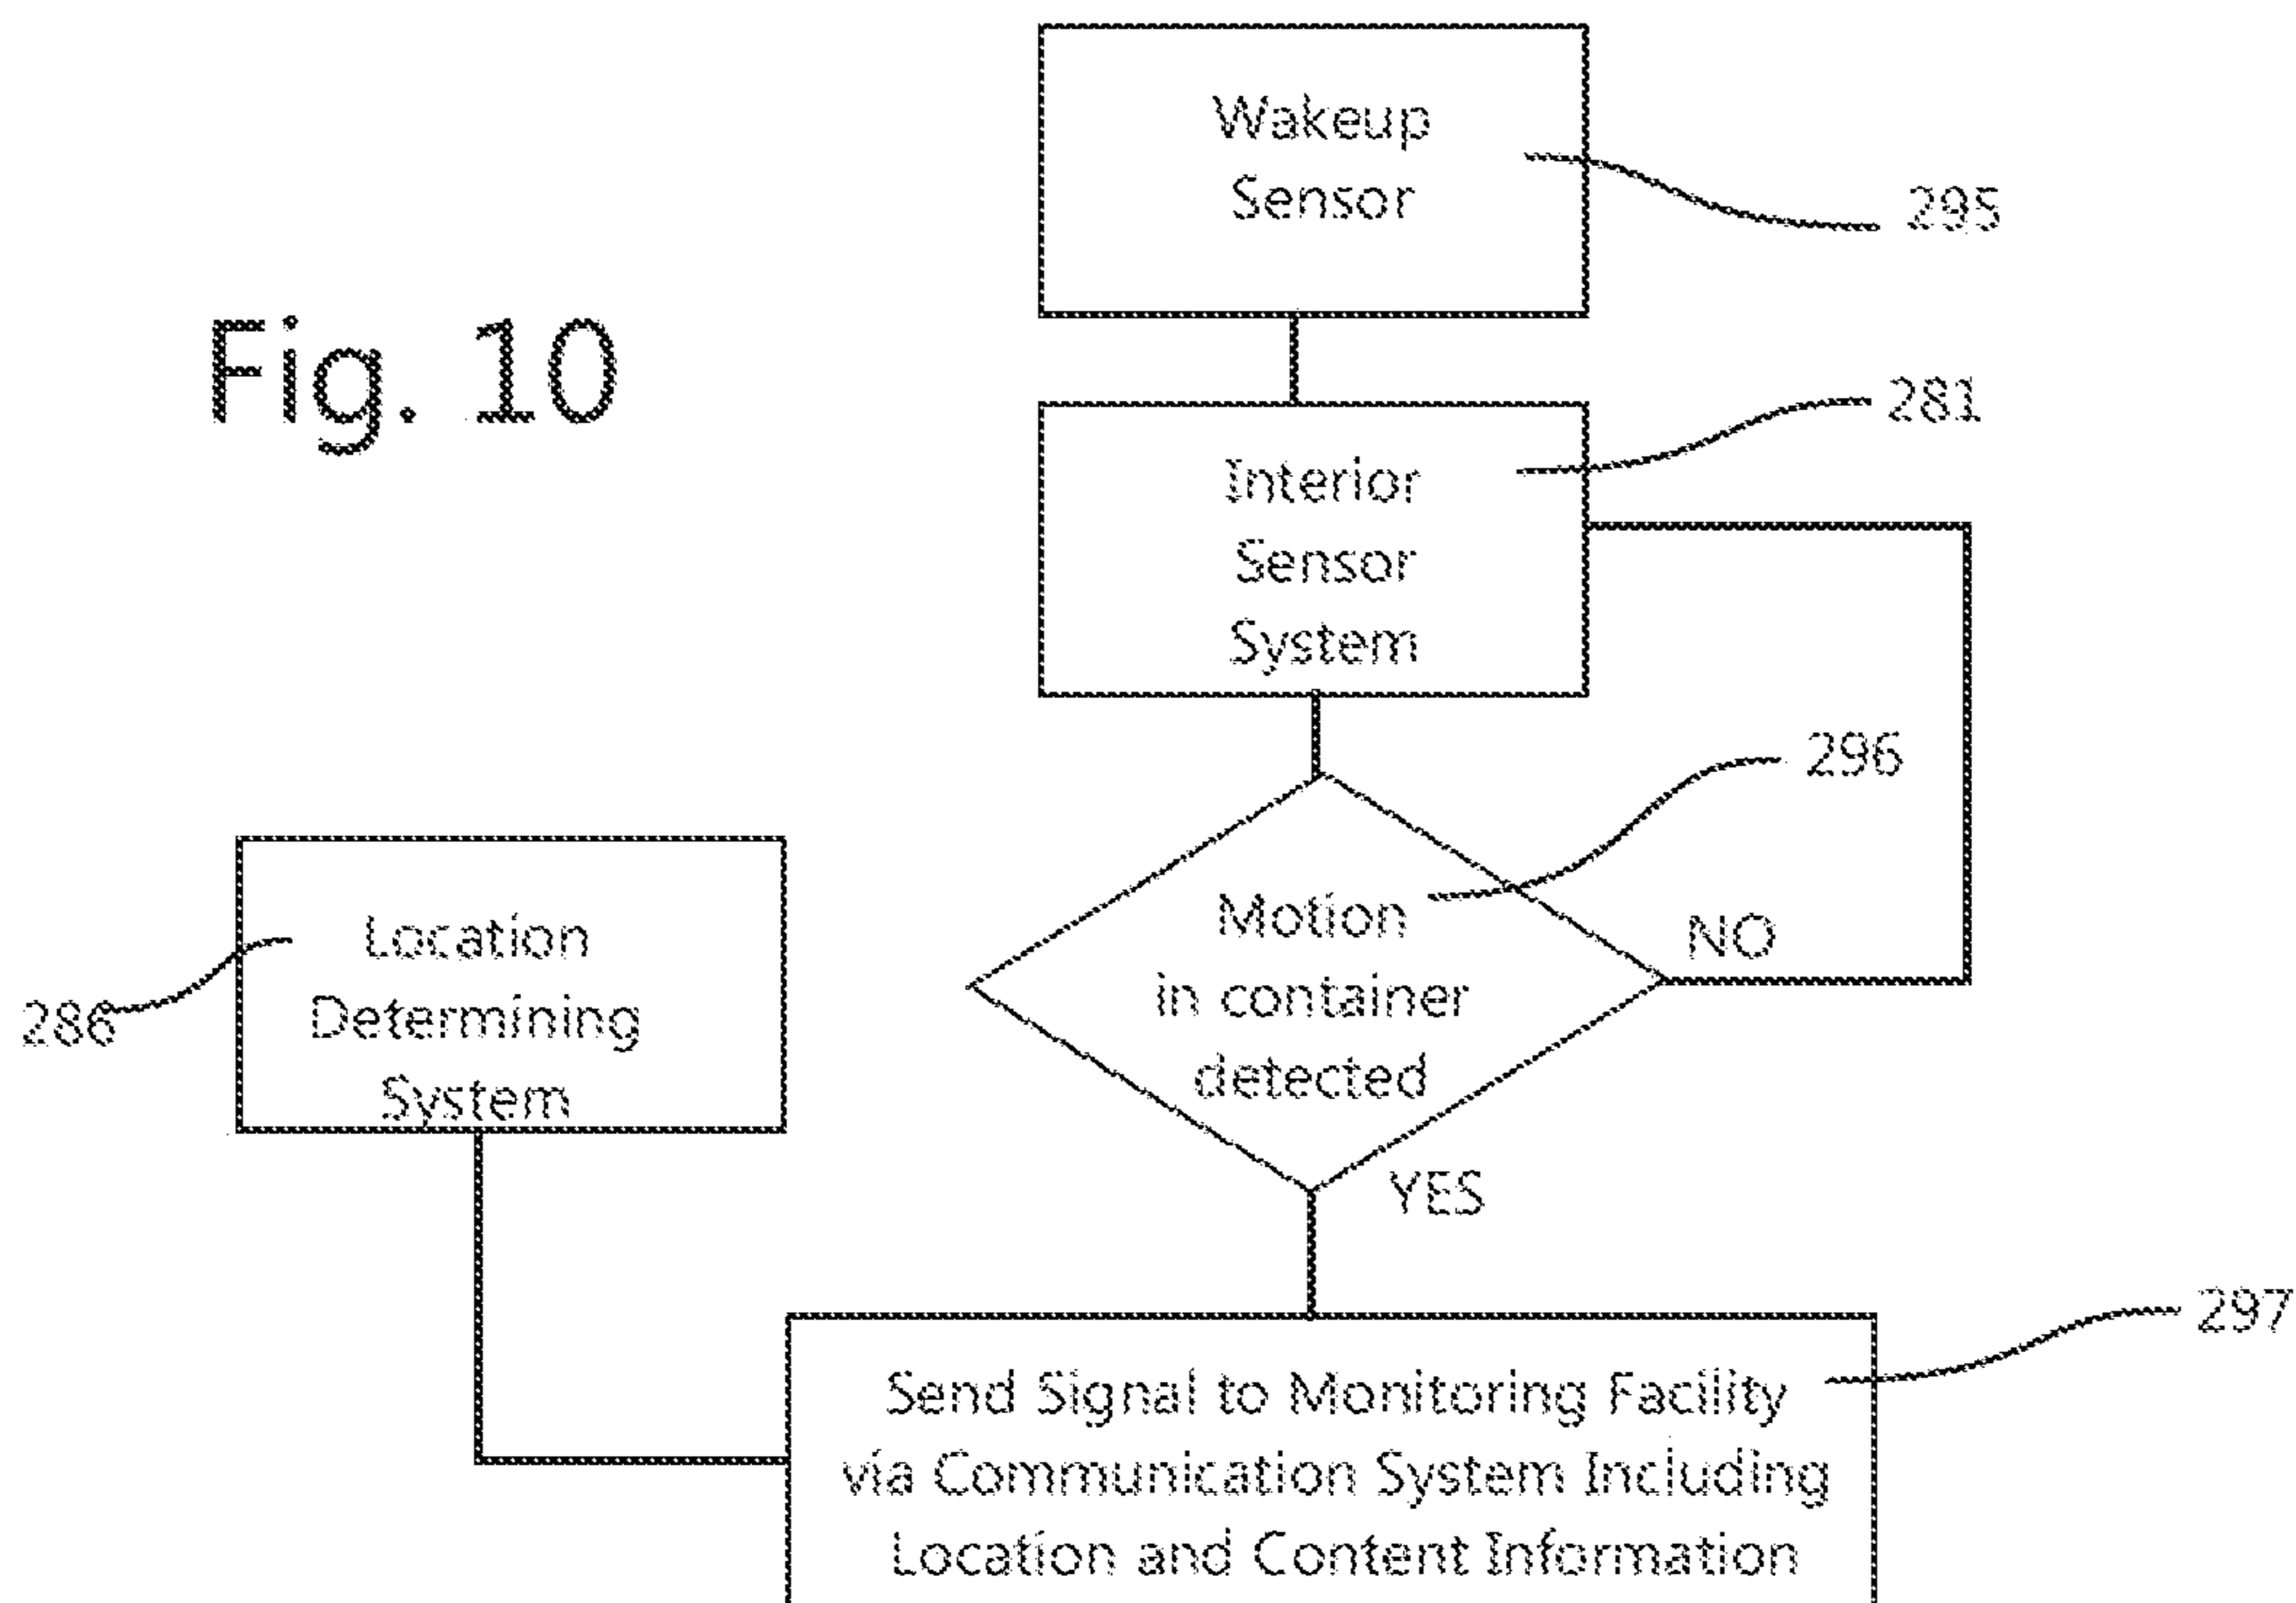 Wakeup
Sensor
295
Fig. 10
281
Interior
Sensor
System
296
Motion
in container
detected
NO
YES
Location
Determining
System
286
297
Send Signal to Monitoring Facility
via Communication System Including
Location and Content Information